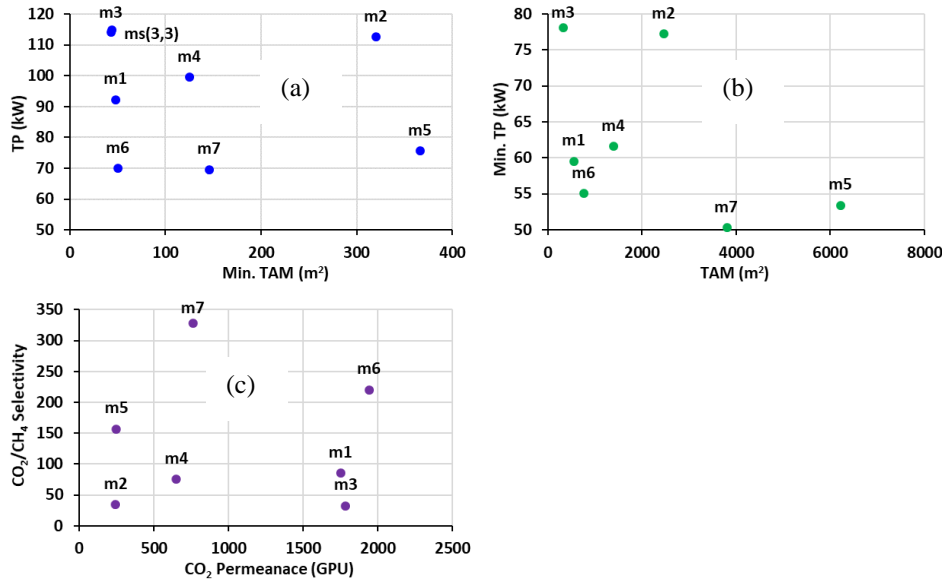 120
110
100
90
80
70
60
50
TP (kW)
m3
ms(3,3)
m2
m4
(a)
m1
m5
m6
m7
0
100
200
300
400
Min. TAM (m²)
80
75
70
65
60
55
50
Min. TP (kW)
m3
m2
(b)
m1
m4
m6
m5
m7
0
2000
4000
6000
8000
TAM (m²)
350
300
250
200
150
100
50
0
CO₂/CH₄ Selectivity
m7
m6
(c)
m5
m4
m1
m2
m3
0
500
1000
1500
2000
2500
CO₂ Permeanace (GPU)